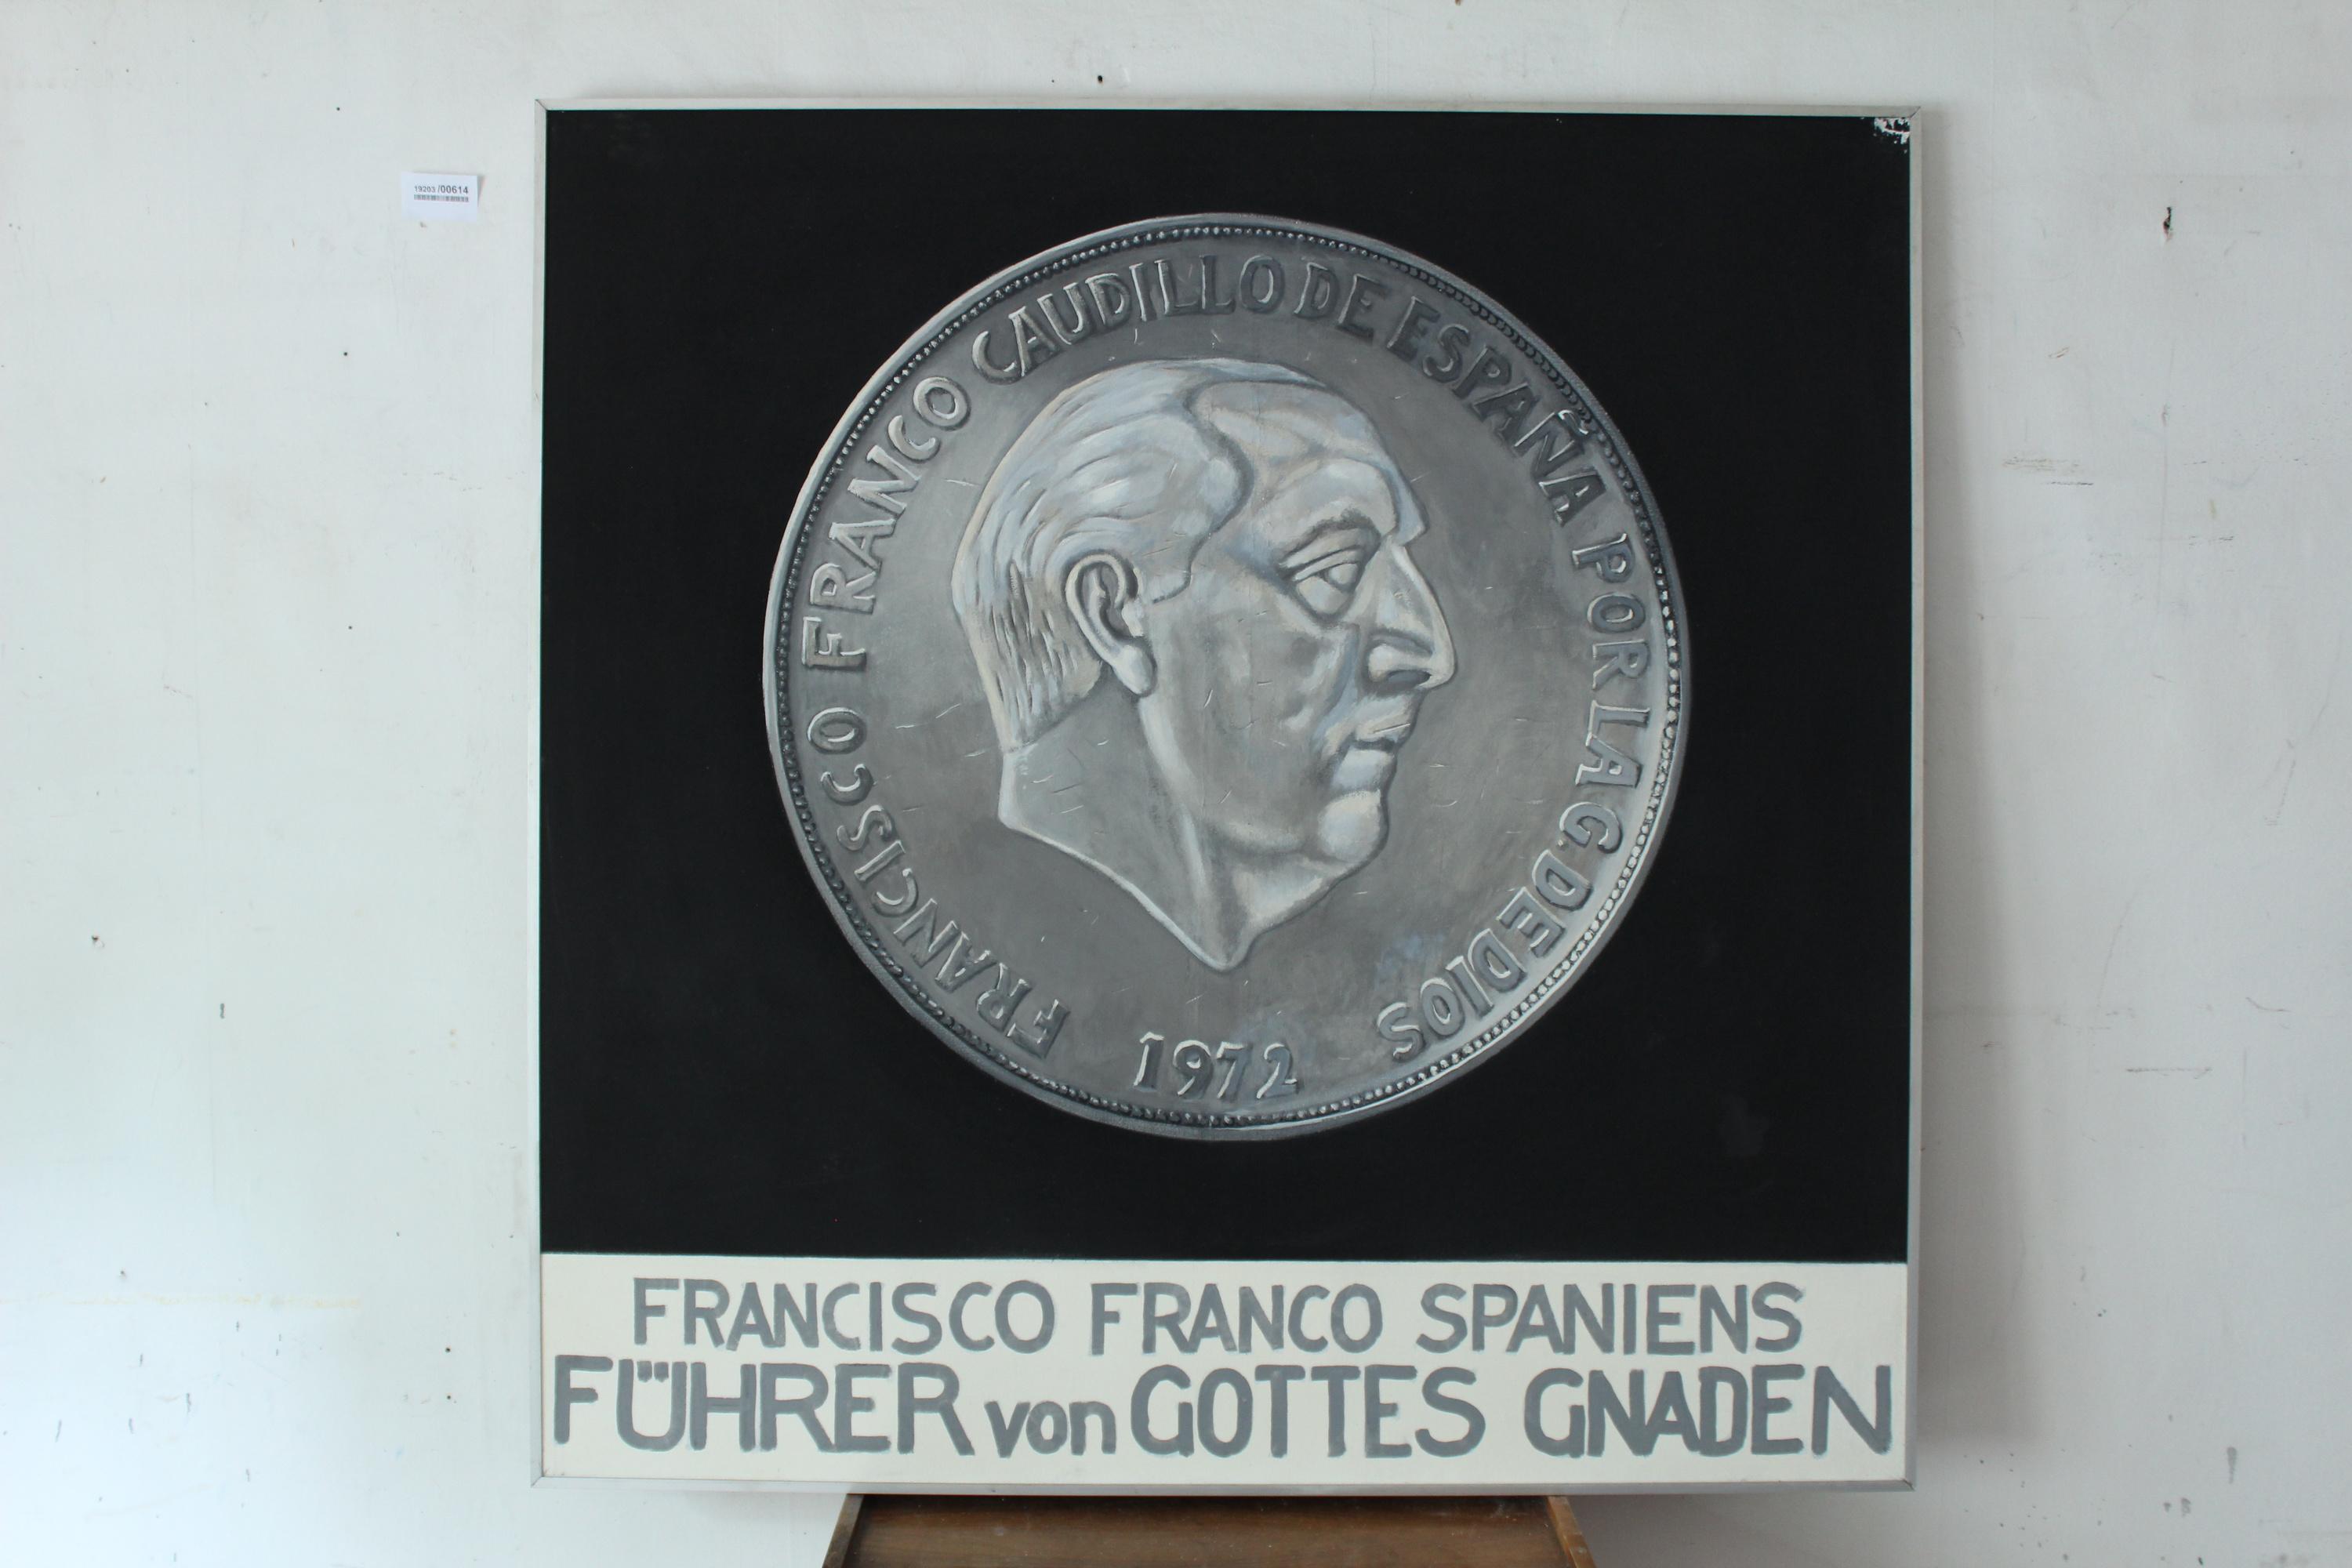 19203/00614
FRANCISCO FRANCO CAUDILLO DE ESPAÑA POR LA G. DE DIOS
1972
FRANCISCO FRANCO SPANIENS
FÜHRER von GOTTES GNADEN